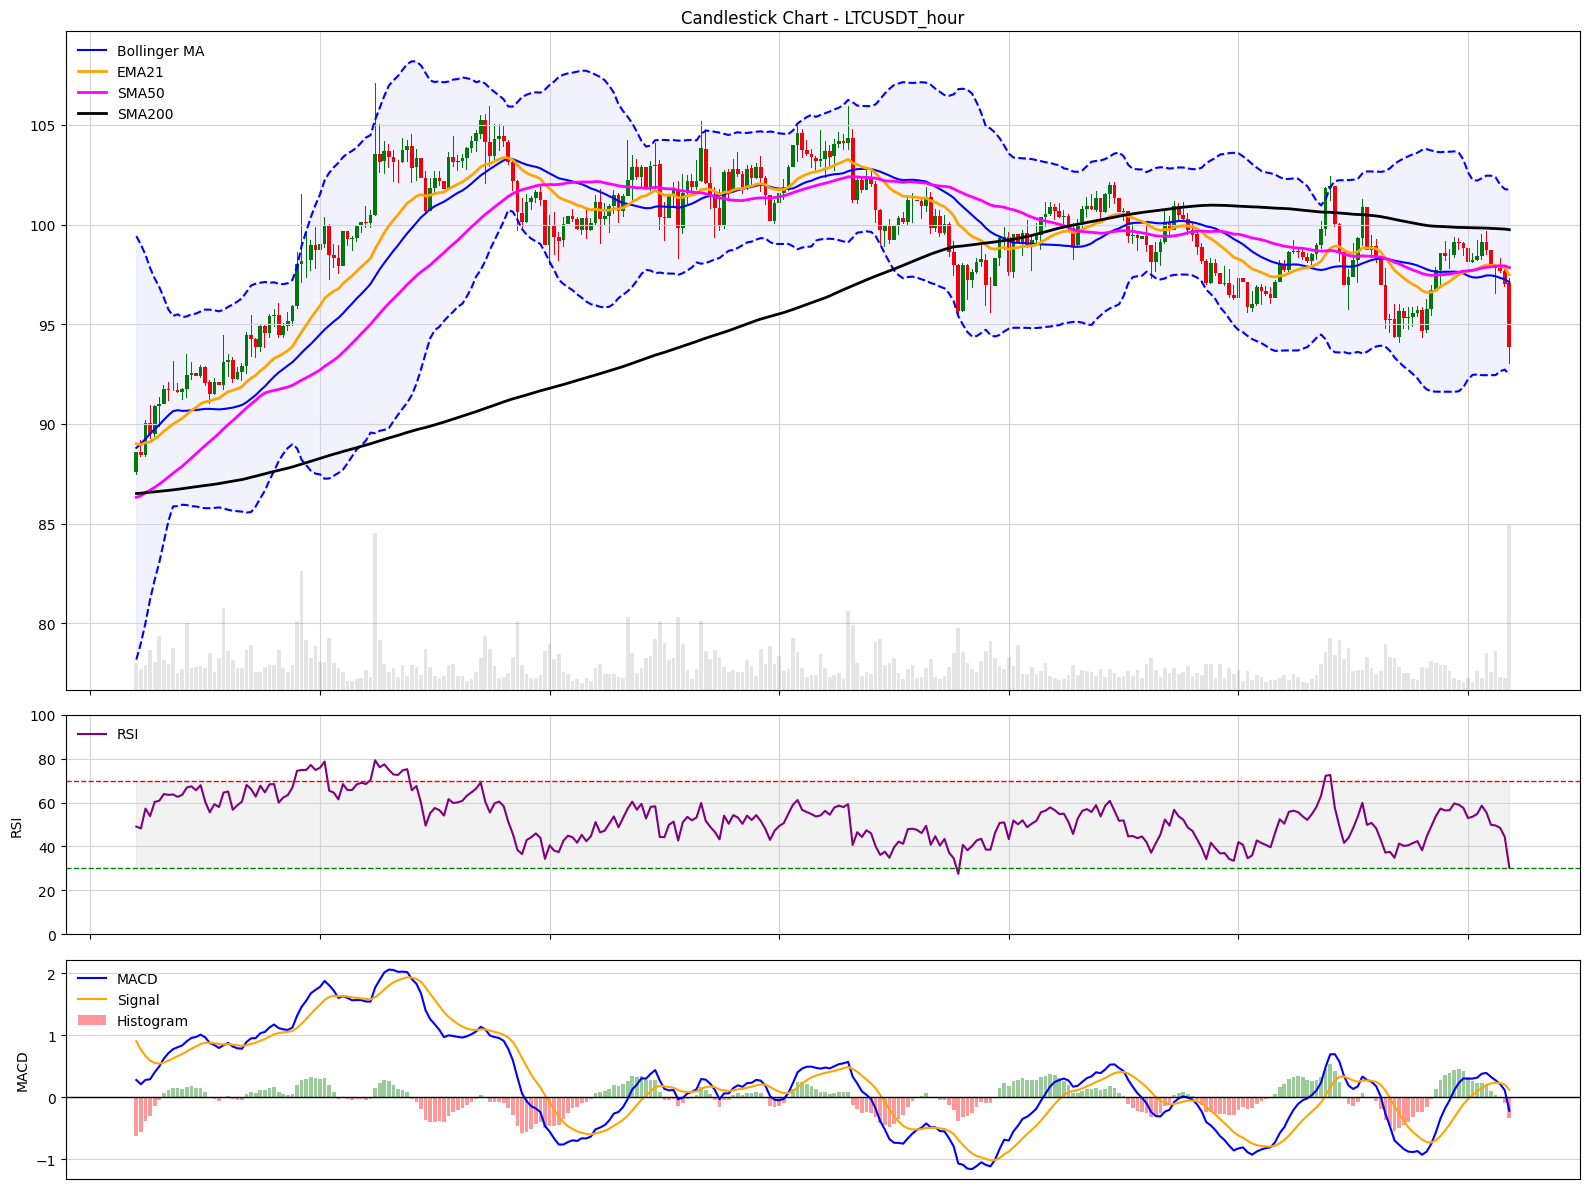 Candlestick Chart - LTCUSDT_hour
Bollinger MA
EMA21
SMA50
SMA200
105
100
95
90
85
80
RSI
100
80
60
40
20
0
RSI
MACD
Signal
Histogram
2
1
0
−1
MACD